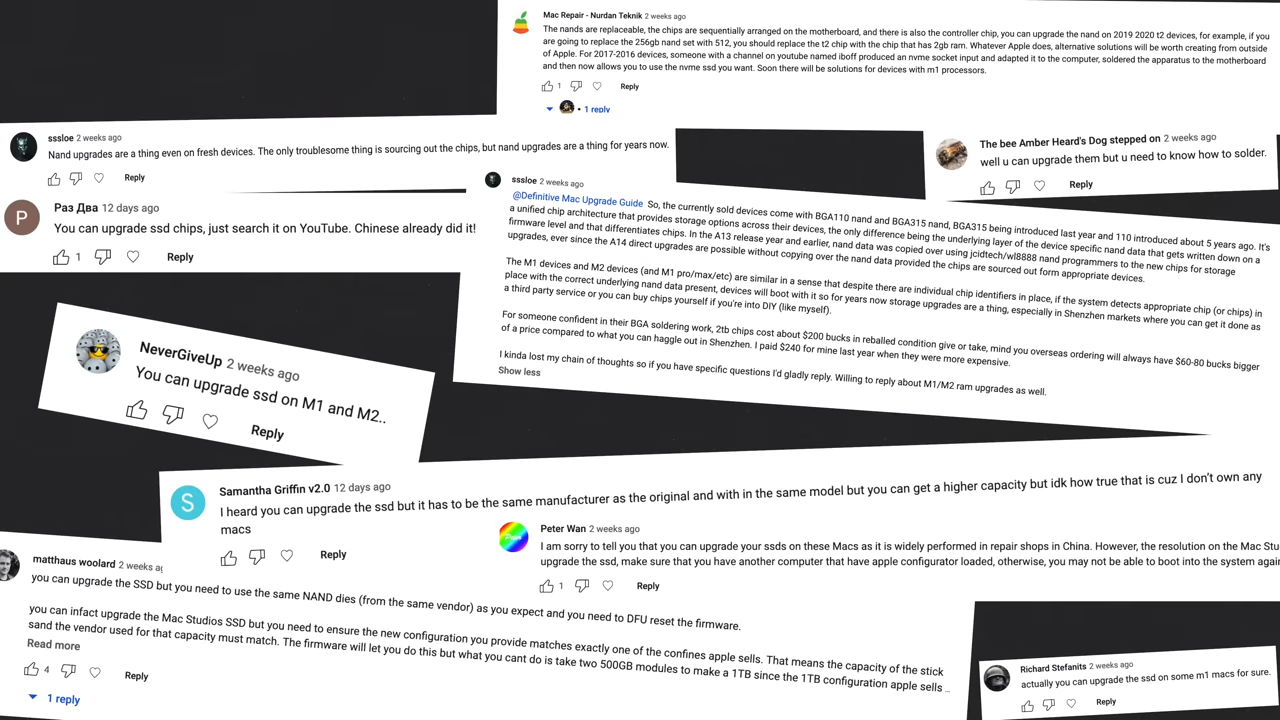 Mac Repair - Nurdan Teknik 2 weeks ago
The nands are replaceable, the chips are sequentially arranged on the motherboard, and there is also the controller chip, you can upgrade the nand on 2019 2020 t2 devices, for example, if you
are going to replace the 256gb nand set with 512, you should replace the t2 chip with the chip that has 2gb ram. Whatever Apple does, alternative solutions will be worth creating from outside
of Apple. For 2017-2016 devices, someone with a channel on youtube named iboff produced an nvme socket input and adapted it to the computer, soldered the apparatus to the motherboard
and then now allows you to use the nvme ssd you want. Soon there will be solutions for devices with m1 processors.
1 Reply
1 reply
sssloe 2 weeks ago
Nand upgrades are a thing even on fresh devices. The only troublesome thing is sourcing out the chips, but nand upgrades are a thing for years now.
Reply
The bee Amber Heard's Dog stepped on 2 weeks ago
well u can upgrade them but u need to know how to solder.
Reply
Раз Два 12 days ago
You can upgrade ssd chips, just search it on YouTube. Chinese already did it!
1 Reply
sssloe 2 weeks ago
@Definitive Mac Upgrade Guide So, the currently sold devices come with BGA110 nand and BGA315 nand, BGA315 being introduced last year and 110 introduced about 5 years ago. It's
a unified chip architecture that provides storage options across their devices, the only difference being the underlying layer of the device specific nand data that gets written down on a
firmware level and that differentiates chips. In the A13 release year and earlier, nand data was copied over using jcidtech/wl8888 nand programmers to the new chips for storage
upgrades, ever since the A14 direct upgrades are possible without copying over the nand data provided the chips are sourced out form appropriate devices.
The M1 devices and M2 devices (and M1 pro/max/etc) are similar in a sense that despite there are individual chip identifiers in place, if the system detects appropriate chip (or chips) in
place with the correct underlying nand data present, devices will boot with it so for years now storage upgrades are a thing, especially in Shenzhen markets where you can get it done as
a third party service or you can buy chips yourself if you're into DIY (like myself).
For someone confident in their BGA soldering work, 2tb chips cost about $200 bucks in reballed condition give or take, mind you overseas ordering will always have $60-80 bucks bigger
of a price compared to what you can haggle out in Shenzhen. I paid $240 for mine last year when they were more expensive.
I kinda lost my chain of thoughts so if you have specific questions I'd gladly reply. Willing to reply about M1/M2 ram upgrades as well.
Show less
NeverGiveUp 2 weeks ago
You can upgrade ssd on M1 and M2..
Reply
Samantha Griffin v2.0 12 days ago
I heard you can upgrade the ssd but it has to be the same manufacturer as the original and with in the same model but you can get a higher capacity but idk how true that is cuz I don't own any
macs
Reply
Peter Wan 2 weeks ago
I am sorry to tell you that you can upgrade your ssds on these Macs as it is widely performed in repair shops in China. However, the resolution on the Mac Stu
upgrade the ssd, make sure that you have another computer that have apple configurator loaded, otherwise, you may not be able to boot into the system again
1 Reply
matthaus woolard 2 weeks ag
you can upgrade the SSD but you need to use the same NAND dies (from the same vendor) as you expect and you need to DFU reset the firmware.
you can infact upgrade the Mac Studios SSD but you need to ensure the new configuration you provide matches exactly one of the confines apple sells. That means the capacity of the stick
sand the vendor used for that capacity must match. The firmware will let you do this but what you cant do is take two 500GB modules to make a 1TB since the 1TB configuration apple sells ...
Read more
4 Reply
1 reply
Richard Stefanits 2 weeks ago
actually you can upgrade the ssd on some m1 macs for sure.
Reply